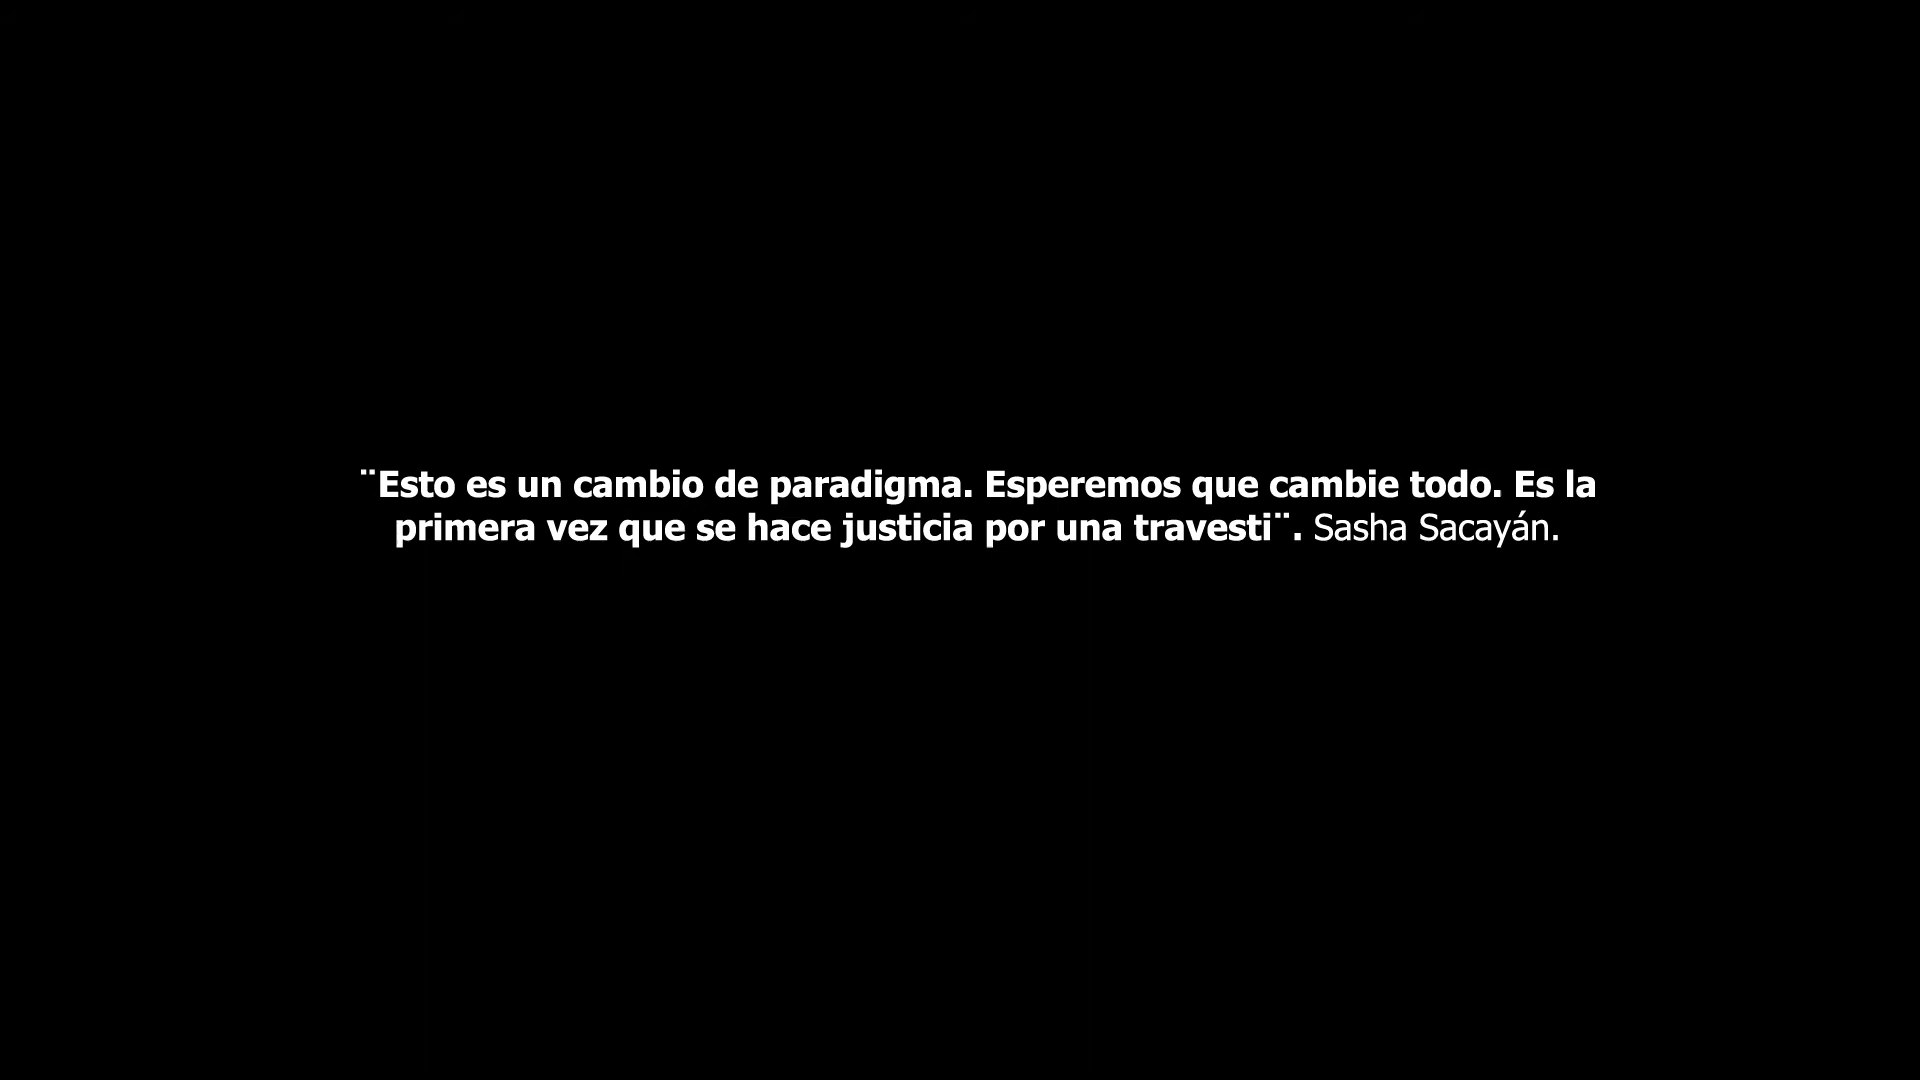 ¨Esto es un cambio de paradigma. Esperemos que cambie todo. Es la
primera vez que se hace justicia por una travesti¨. Sasha Sacayán.